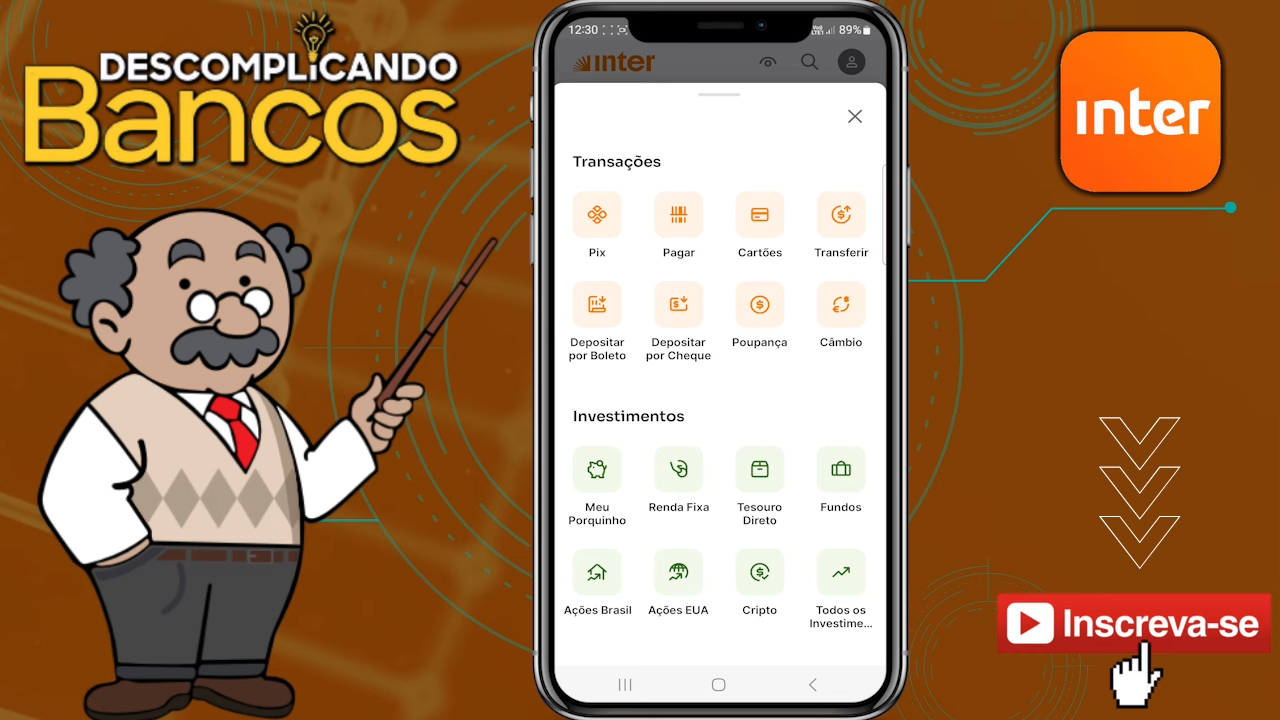 DESCOMPLiCANDO
Bancos
12:30
89%
inter
Transações
Pix
Pagar
Cartões
Transferir
Depositar
por Boleto
Depositar
por Cheque
Poupança
Câmbio
Investimentos
Meu
Porquinho
Renda Fixa
Tesouro
Direto
Fundos
Ações Brasil
Ações EUA
Cripto
Todos os
Investime...
inter
Inscreva-se